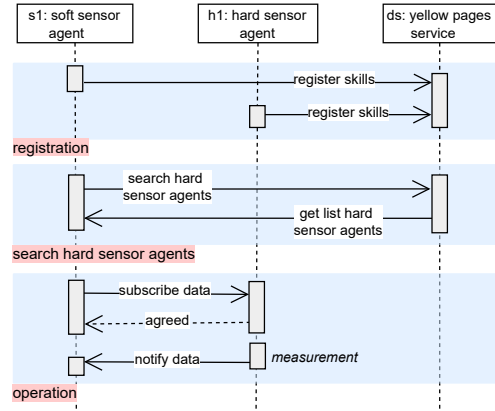 s1: soft sensor
agent
h1: hard sensor
agent
ds: yellow pages
service
register skills
register skills
registration
search hard
sensor agents
get list hard
sensor agents
search hard sensor agents
subscribe data
agreed
notify data
measurement
operation